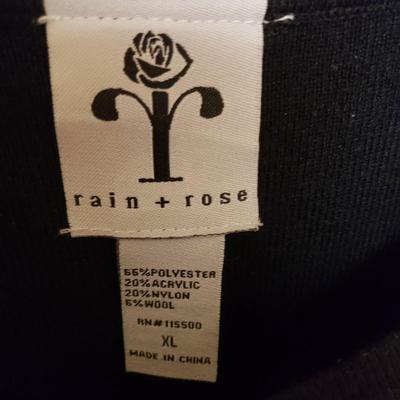 rain + rose
55%POLYESTER
20%ACRYLIC
20%NYLON
5%WOOL
RN#115500
XL
MADE IN CHINA